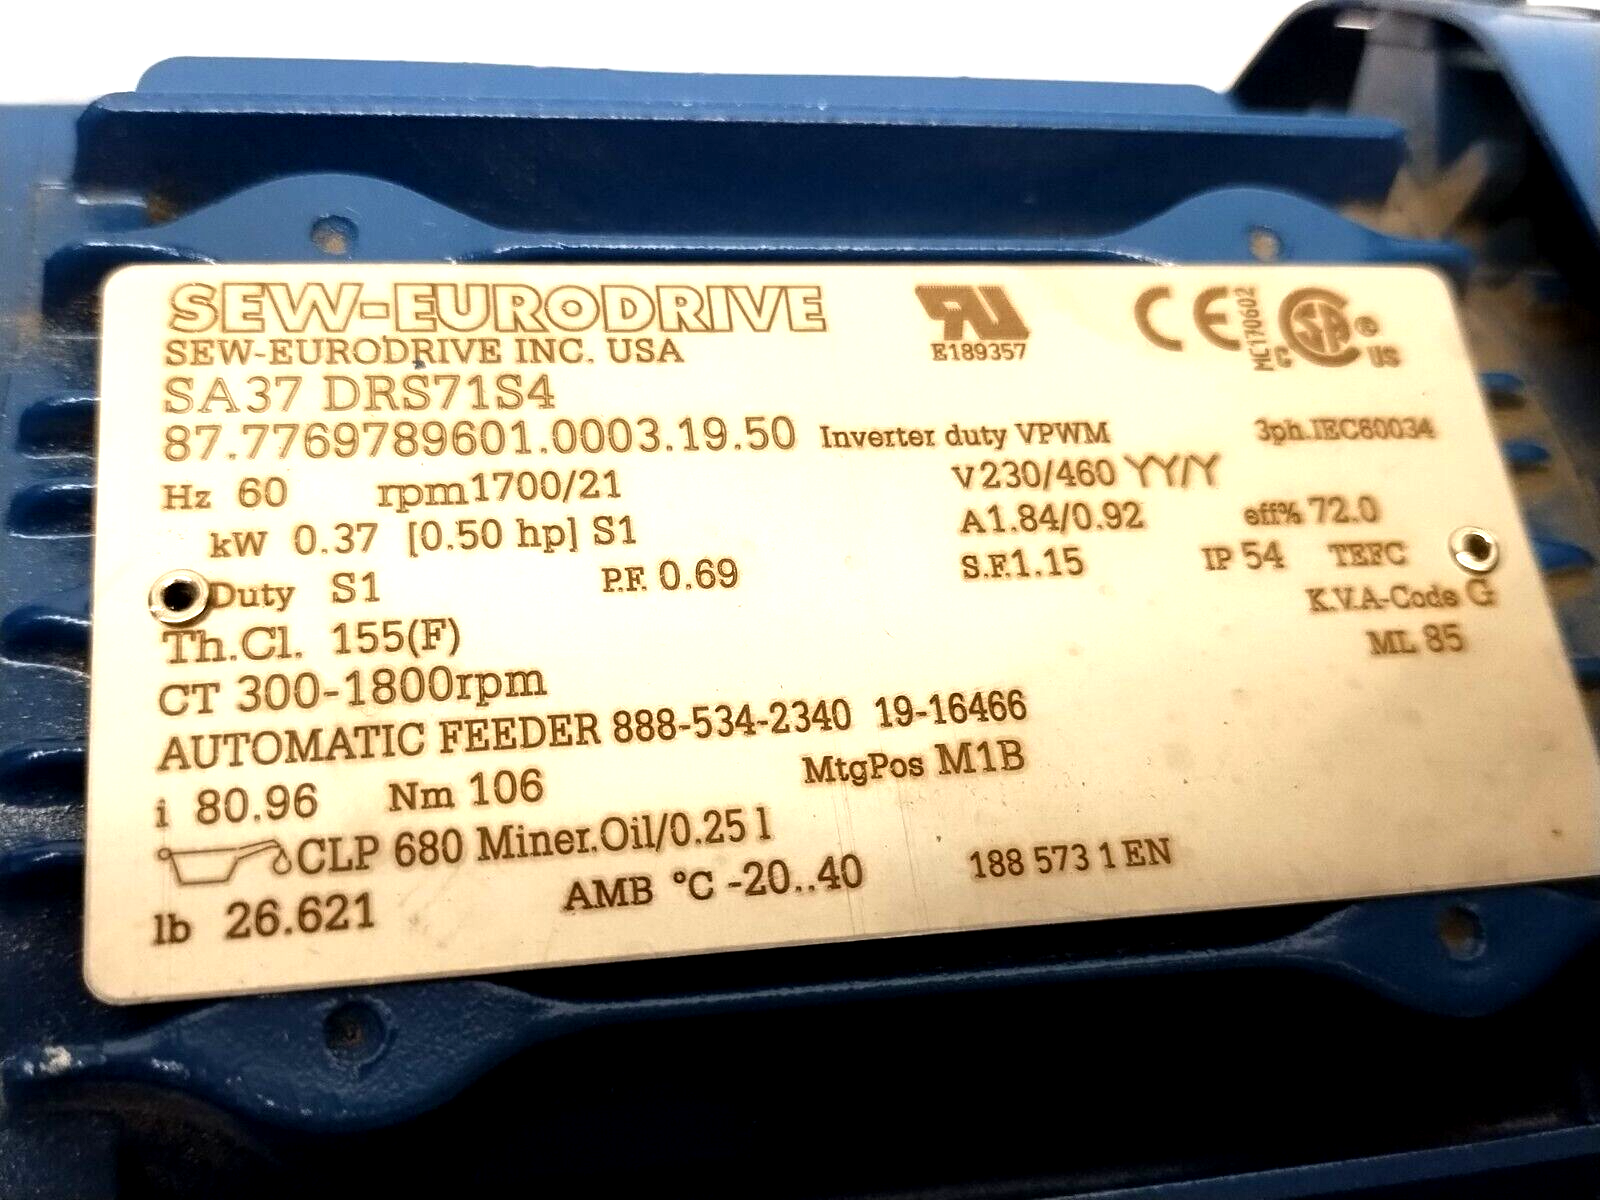 SEW-EURODRIVE
SEW-EURODRIVE INC. USA
E189357
CE
MC170602
C SA ® US
SA37 DRS71S4
87.7769789601.0003.19.50 Inverter duty VPWM 3ph.IEC60034
Hz 60 rpm1700/21 V230/460 YY/Y
kW 0.37 [0.50 hp] S1 A1.84/0.92 eff% 72.0
Duty S1 P.F. 0.69 S.F.1.15 IP 54 TEFC
Th.Cl. 155(F) K.V.A-Code G
CT 300-1800rpm ML 85
AUTOMATIC FEEDER 888-534-2340 19-16466
i 80.96 Nm 106 MtgPos M1B
CLP 680 Miner.Oil/0.25 l
lb 26.621 AMB °C -20..40 188 573 1 EN